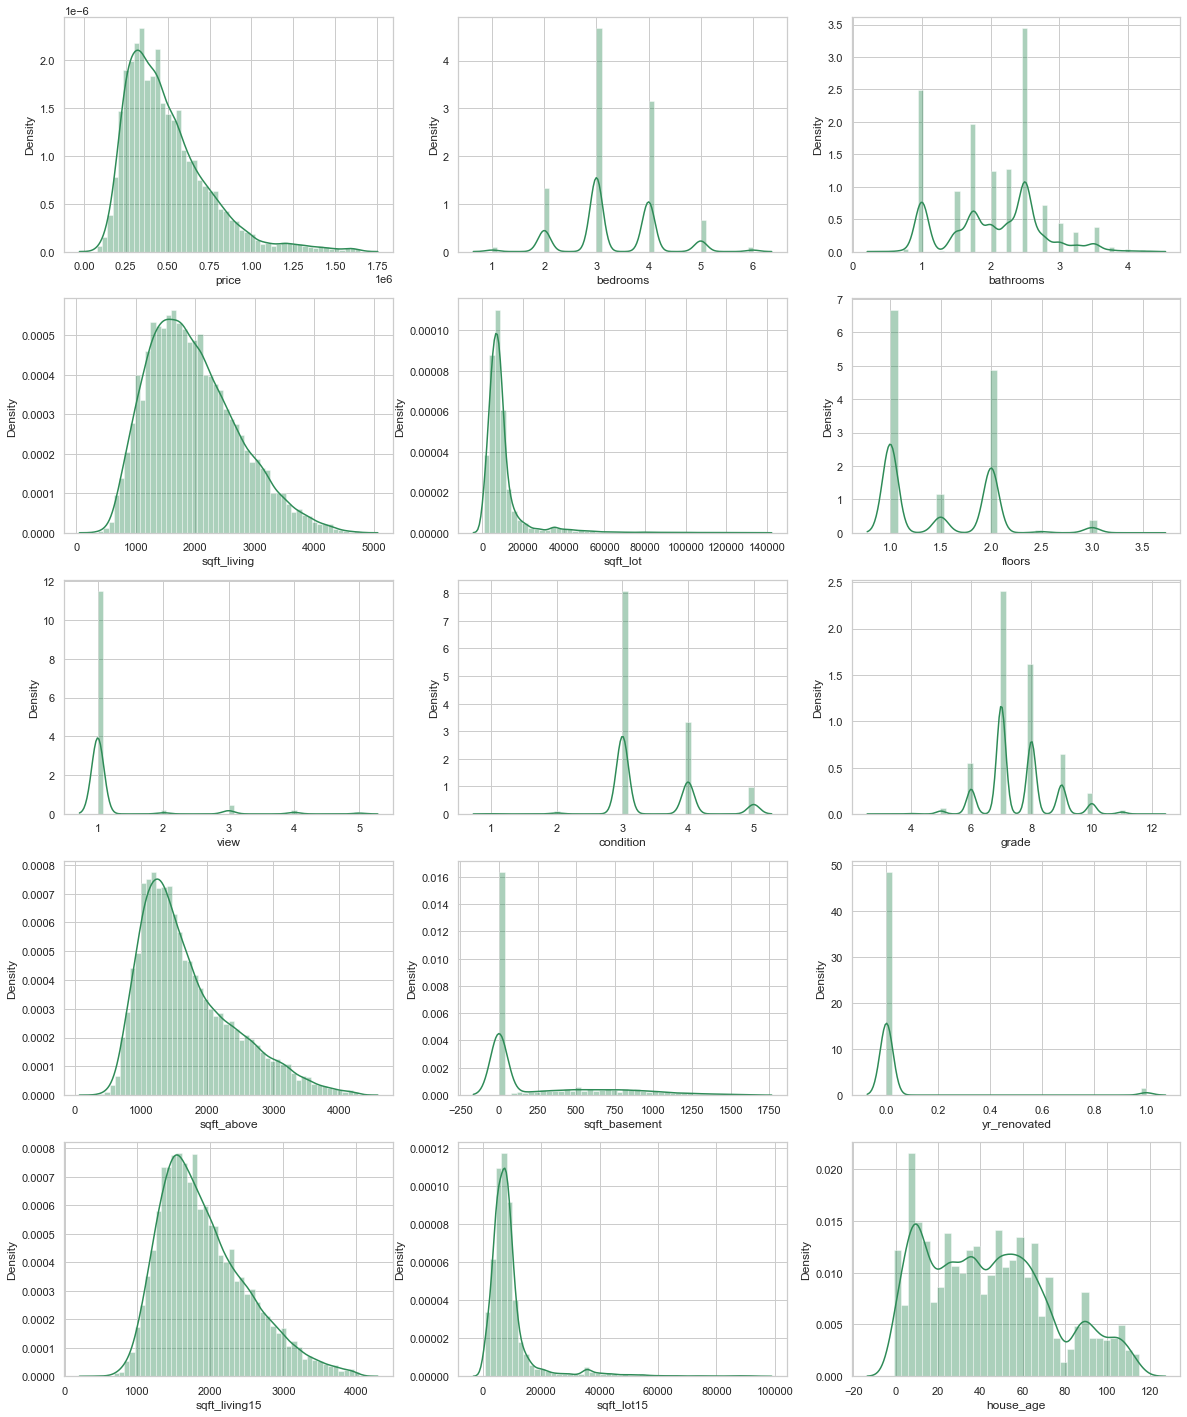 1e−6
2.0
1.5
1.0
0.5
0.0
Density
0.00 0.25 0.50 0.75 1.00 1.25 1.50 1.75
1e6
price
4
3
2
1
0
Density
1 2 3 4 5 6
bedrooms
3.5
3.0
2.5
2.0
1.5
1.0
0.5
0.0
Density
0 1 2 3 4
bathrooms
0.0005
0.0004
0.0003
0.0002
0.0001
0.0000
Density
0 1000 2000 3000 4000 5000
sqft_living
0.00010
0.00008
0.00006
0.00004
0.00002
0.00000
Density
0 20000 40000 60000 80000 100000 120000 140000
sqft_lot
7
6
5
4
3
2
1
0
Density
1.0 1.5 2.0 2.5 3.0 3.5
floors
12
10
8
6
4
2
0
Density
1 2 3 4 5
view
8
7
6
5
4
3
2
1
0
Density
1 2 3 4 5
condition
2.5
2.0
1.5
1.0
0.5
0.0
Density
4 6 8 10 12
grade
0.0008
0.0007
0.0006
0.0005
0.0004
0.0003
0.0002
0.0001
0.0000
Density
0 1000 2000 3000 4000
sqft_above
0.016
0.014
0.012
0.010
0.008
0.006
0.004
0.002
0.000
Density
−250 0 250 500 750 1000 1250 1500 1750
sqft_basement
50
40
30
20
10
0
Density
0.0 0.2 0.4 0.6 0.8 1.0
yr_renovated
0.0008
0.0007
0.0006
0.0005
0.0004
0.0003
0.0002
0.0001
0.0000
Density
0 1000 2000 3000 4000
sqft_living15
0.00012
0.00010
0.00008
0.00006
0.00004
0.00002
0.00000
Density
0 20000 40000 60000 80000 100000
sqft_lot15
0.020
0.015
0.010
0.005
0.000
Density
−20 0 20 40 60 80 100 120
house_age